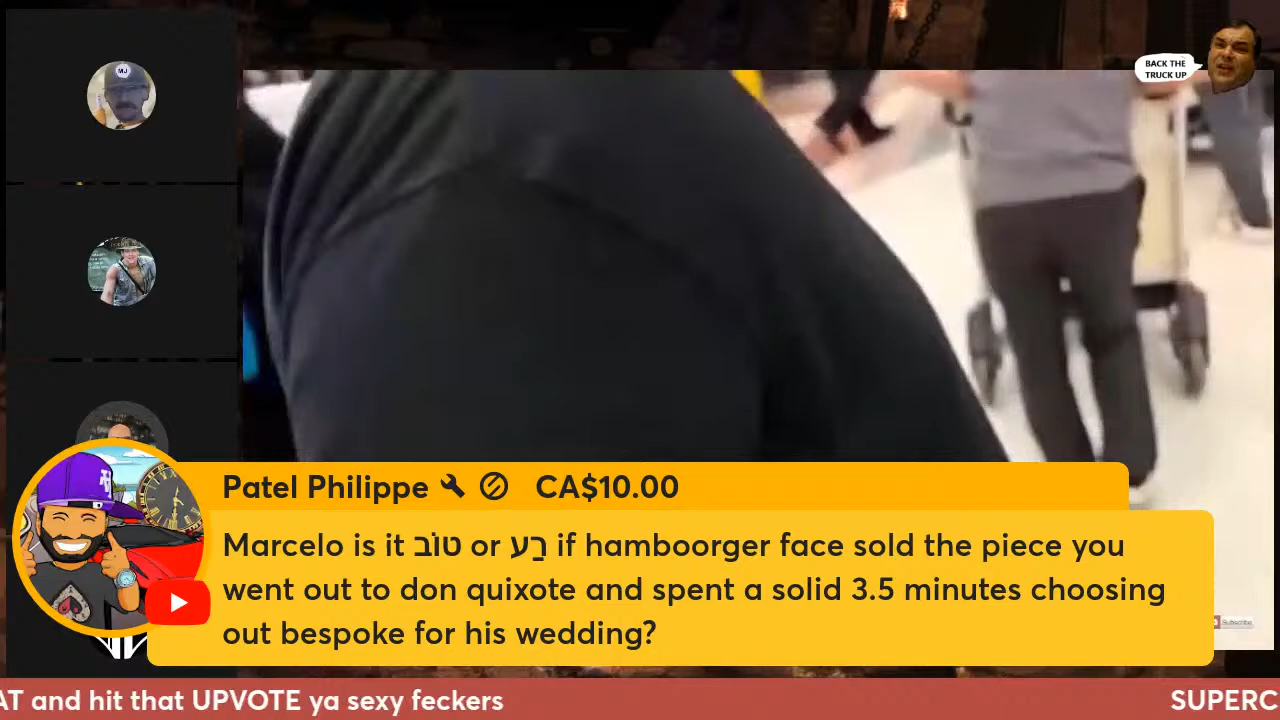 MJ
BACK THE
TRUCK UP
Patel Philippe CA$10.00
Marcelo is it טוֹב or רַע if hamboorger face sold the piece you
went out to don quixote and spent a solid 3.5 minutes choosing
out bespoke for his wedding?
Subscribe
AT and hit that UPVOTE ya sexy feckers SUPERC